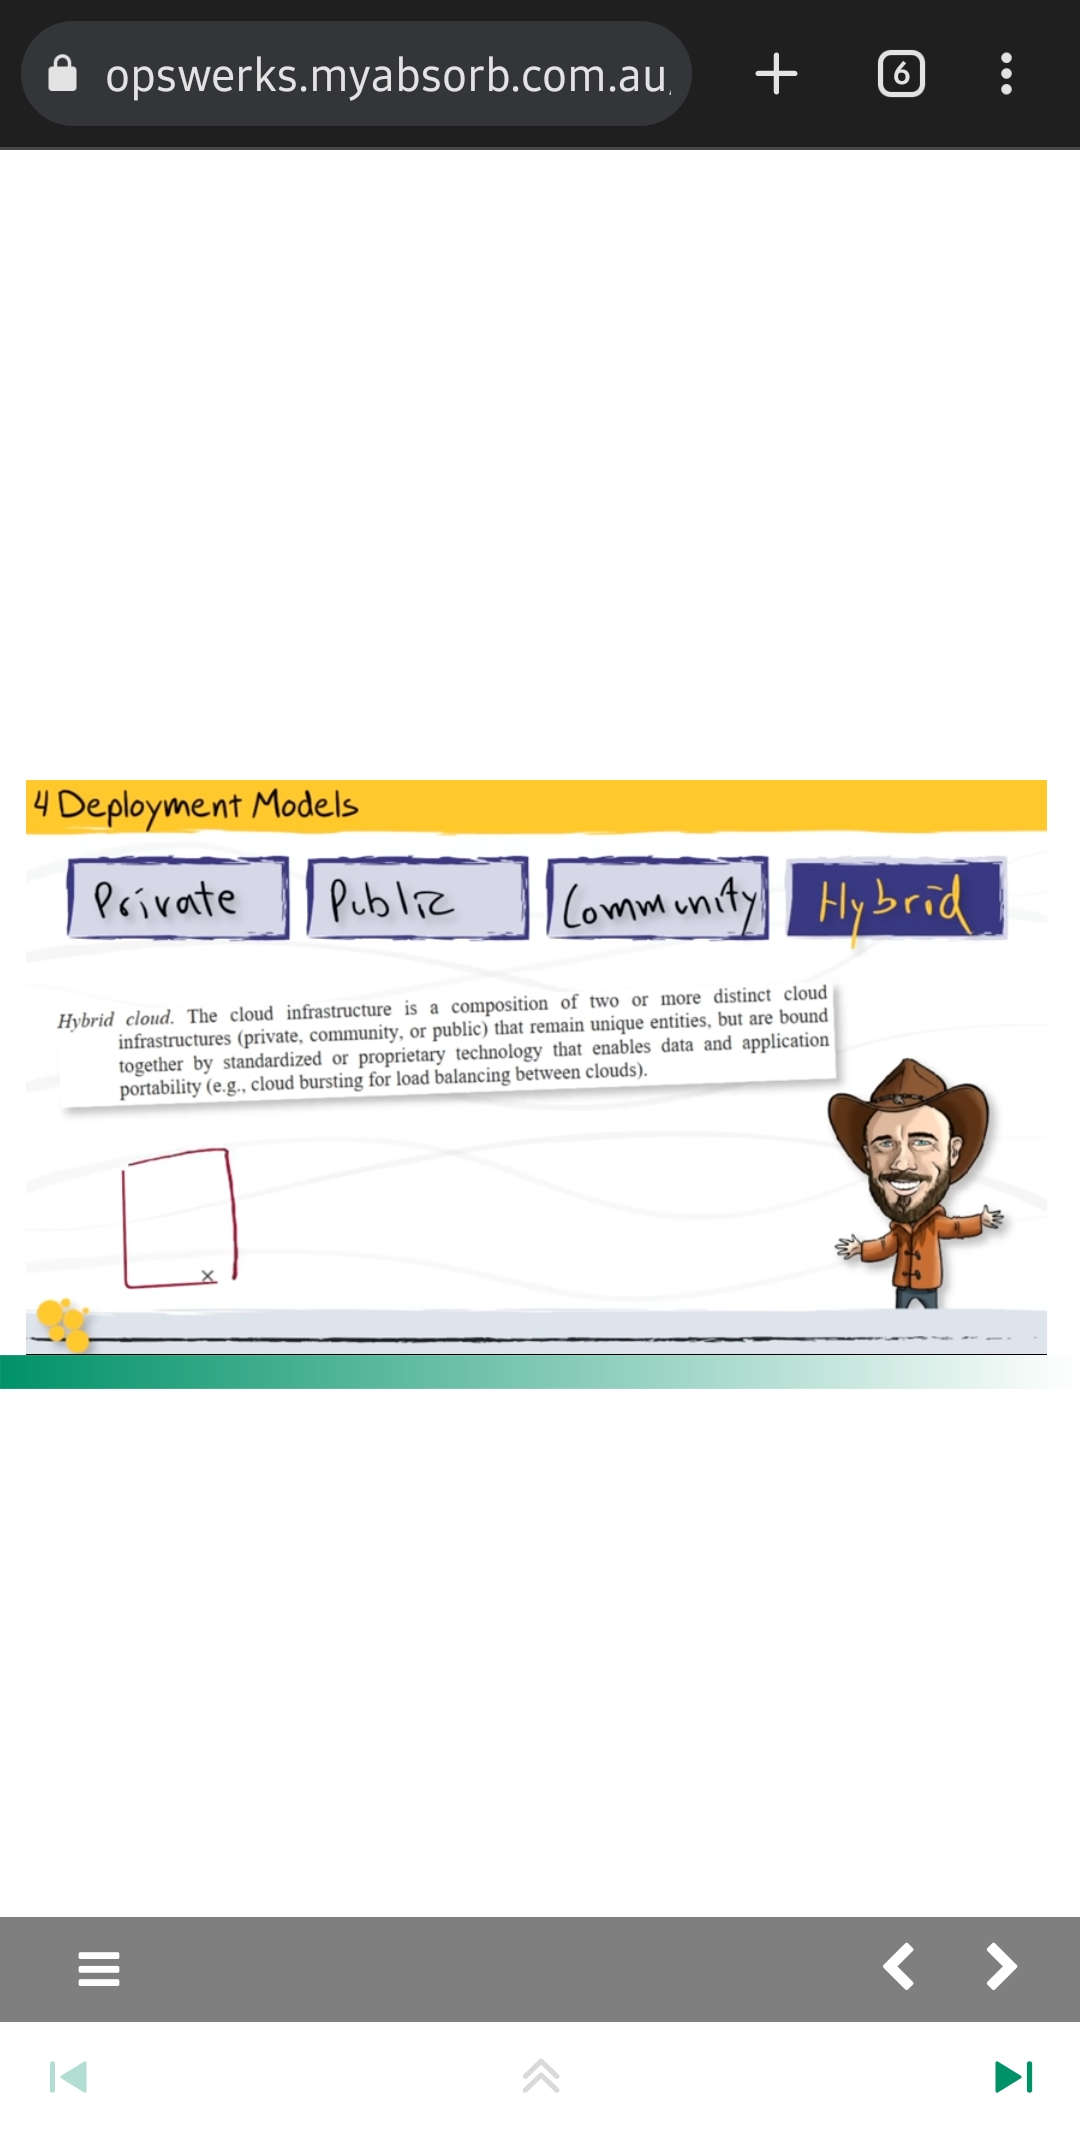 opswerks.myabsorb.com.au
6
4 Deployment Models
Private
Public
Community
Hybrid
Hybrid cloud. The cloud infrastructure is a composition of two or more distinct cloud
infrastructures (private, community, or public) that remain unique entities, but are bound
together by standardized or proprietary technology that enables data and application
portability (e.g., cloud bursting for load balancing between clouds).